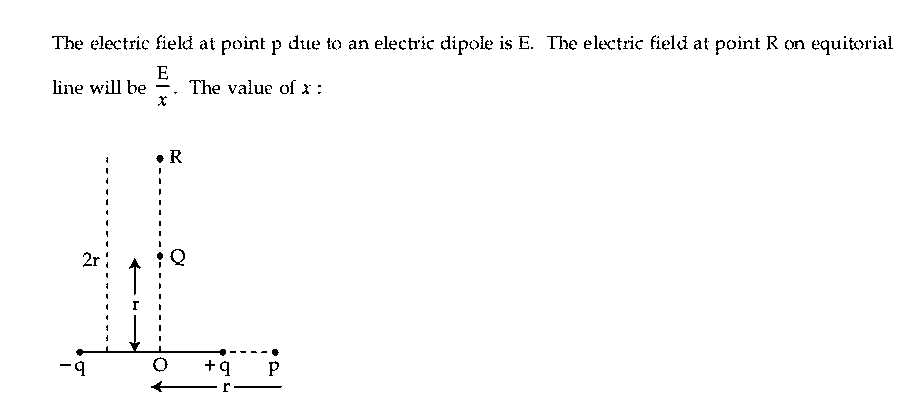 The electric field at point p due to an electric dipole is E. The electric field at point R on equitorial
line will be E/x. The value of x :
R
2r
Q
r
−q
O
+q
p
r